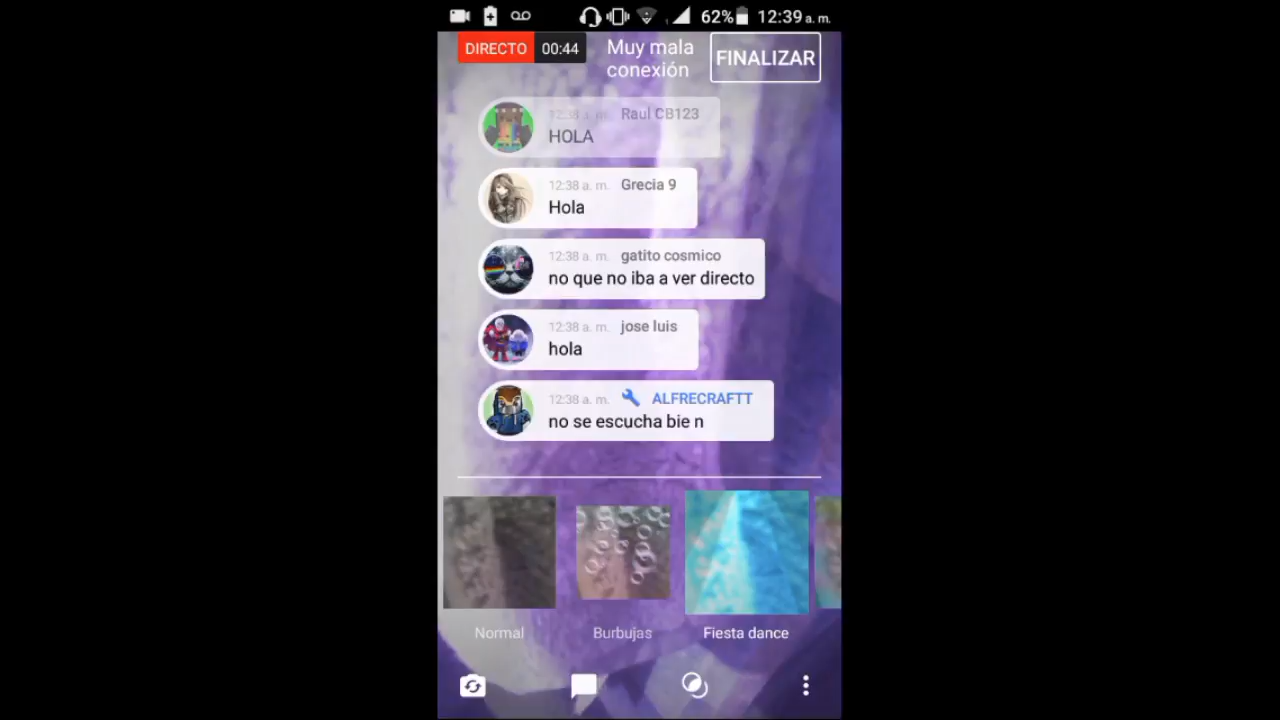 62% 12:39 a. m.
DIRECTO 00:44 Muy mala conexión FINALIZAR
12:38 a. m. Raul CB123
HOLA
12:38 a. m. Grecia 9
Hola
12:38 a. m. gatito cosmico
no que no iba a ver directo
12:38 a. m. jose luis
hola
12:38 a. m. ALFRECRAFTT
no se escucha bie n
Normal Burbujas Fiesta dance